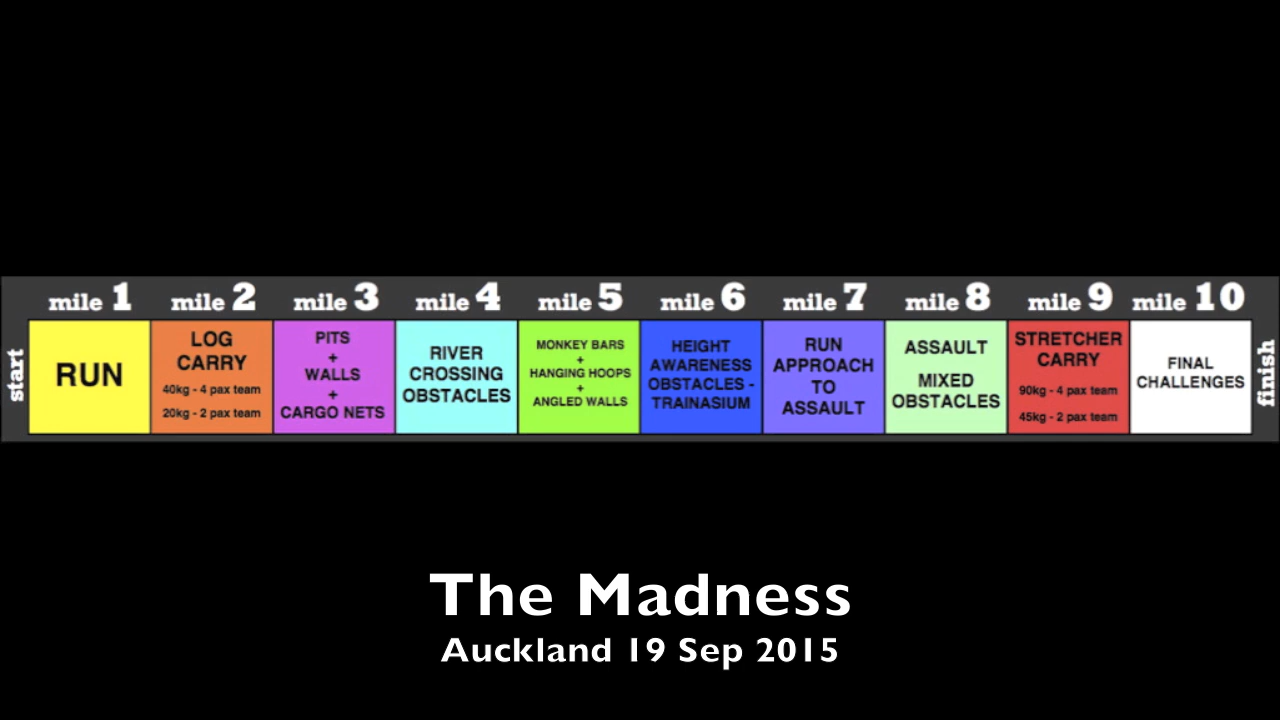 mile 1
mile 2
mile 3
mile 4
mile 5
mile 6
mile 7
mile 8
mile 9
mile 10
start
RUN
LOG
CARRY
40kg - 4 pax team
20kg - 2 pax team
PITS
+
WALLS
+
CARGO NETS
RIVER
CROSSING
OBSTACLES
MONKEY BARS
+
HANGING HOOPS
+
ANGLED WALLS
HEIGHT
AWARENESS
OBSTACLES -
TRAINASIUM
RUN
APPROACH
TO
ASSAULT
ASSAULT
MIXED
OBSTACLES
STRETCHER
CARRY
90kg - 4 pax team
45kg - 2 pax team
FINAL
CHALLENGES
finish
The Madness
Auckland 19 Sep 2015